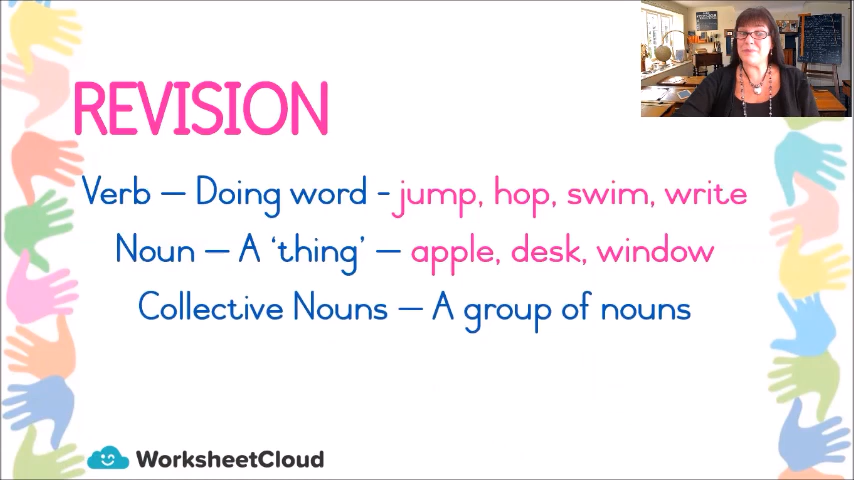 REVISION
Verb – Doing word - jump, hop, swim, write
Noun – A ‘thing’ – apple, desk, window
Collective Nouns – A group of nouns
WorksheetCloud